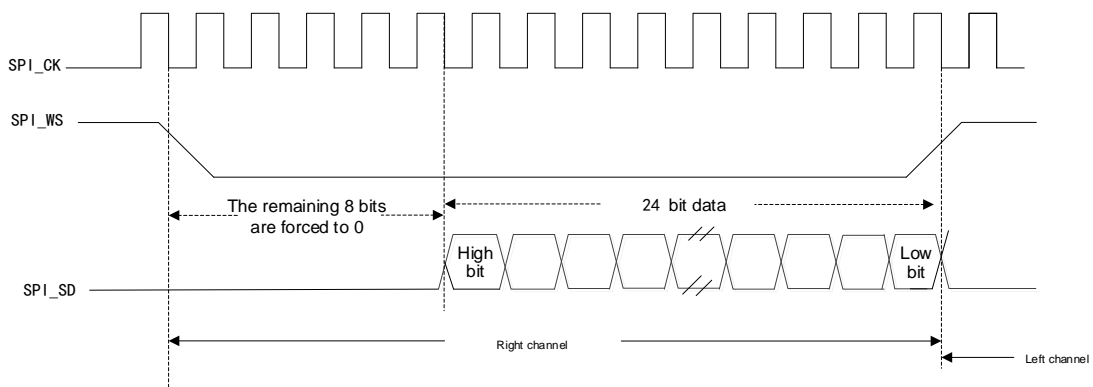 SPI_CK
SPI_WS
The remaining 8 bits
are forced to 0
24 bit data
High
bit
Low
bit
SPI_SD
Right channel
Left channel